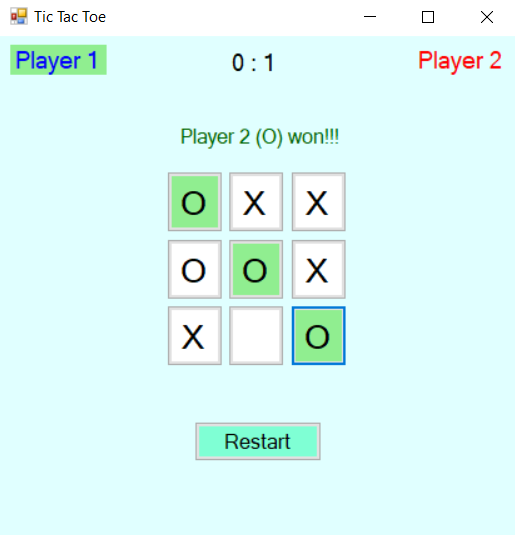 Tic Tac Toe
Player 1 0 : 1 Player 2
Player 2 (O) won!!!
O X X
O O X
X O
Restart